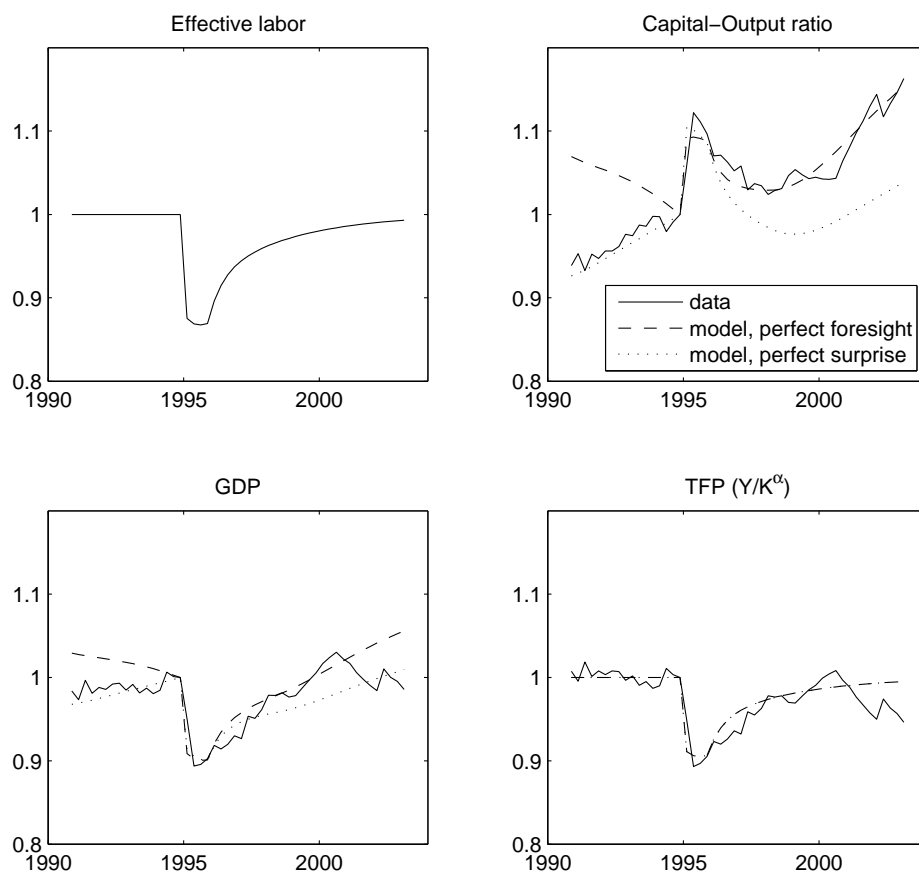 Effective labor
1.1
1
0.9
0.8
1990 1995 2000
Capital−Output ratio
1.1
1
0.9
0.8
1990 1995 2000
data
model, perfect foresight
model, perfect surprise
GDP
1.1
1
0.9
0.8
1990 1995 2000
TFP (Y/K^α)
1.1
1
0.9
0.8
1990 1995 2000